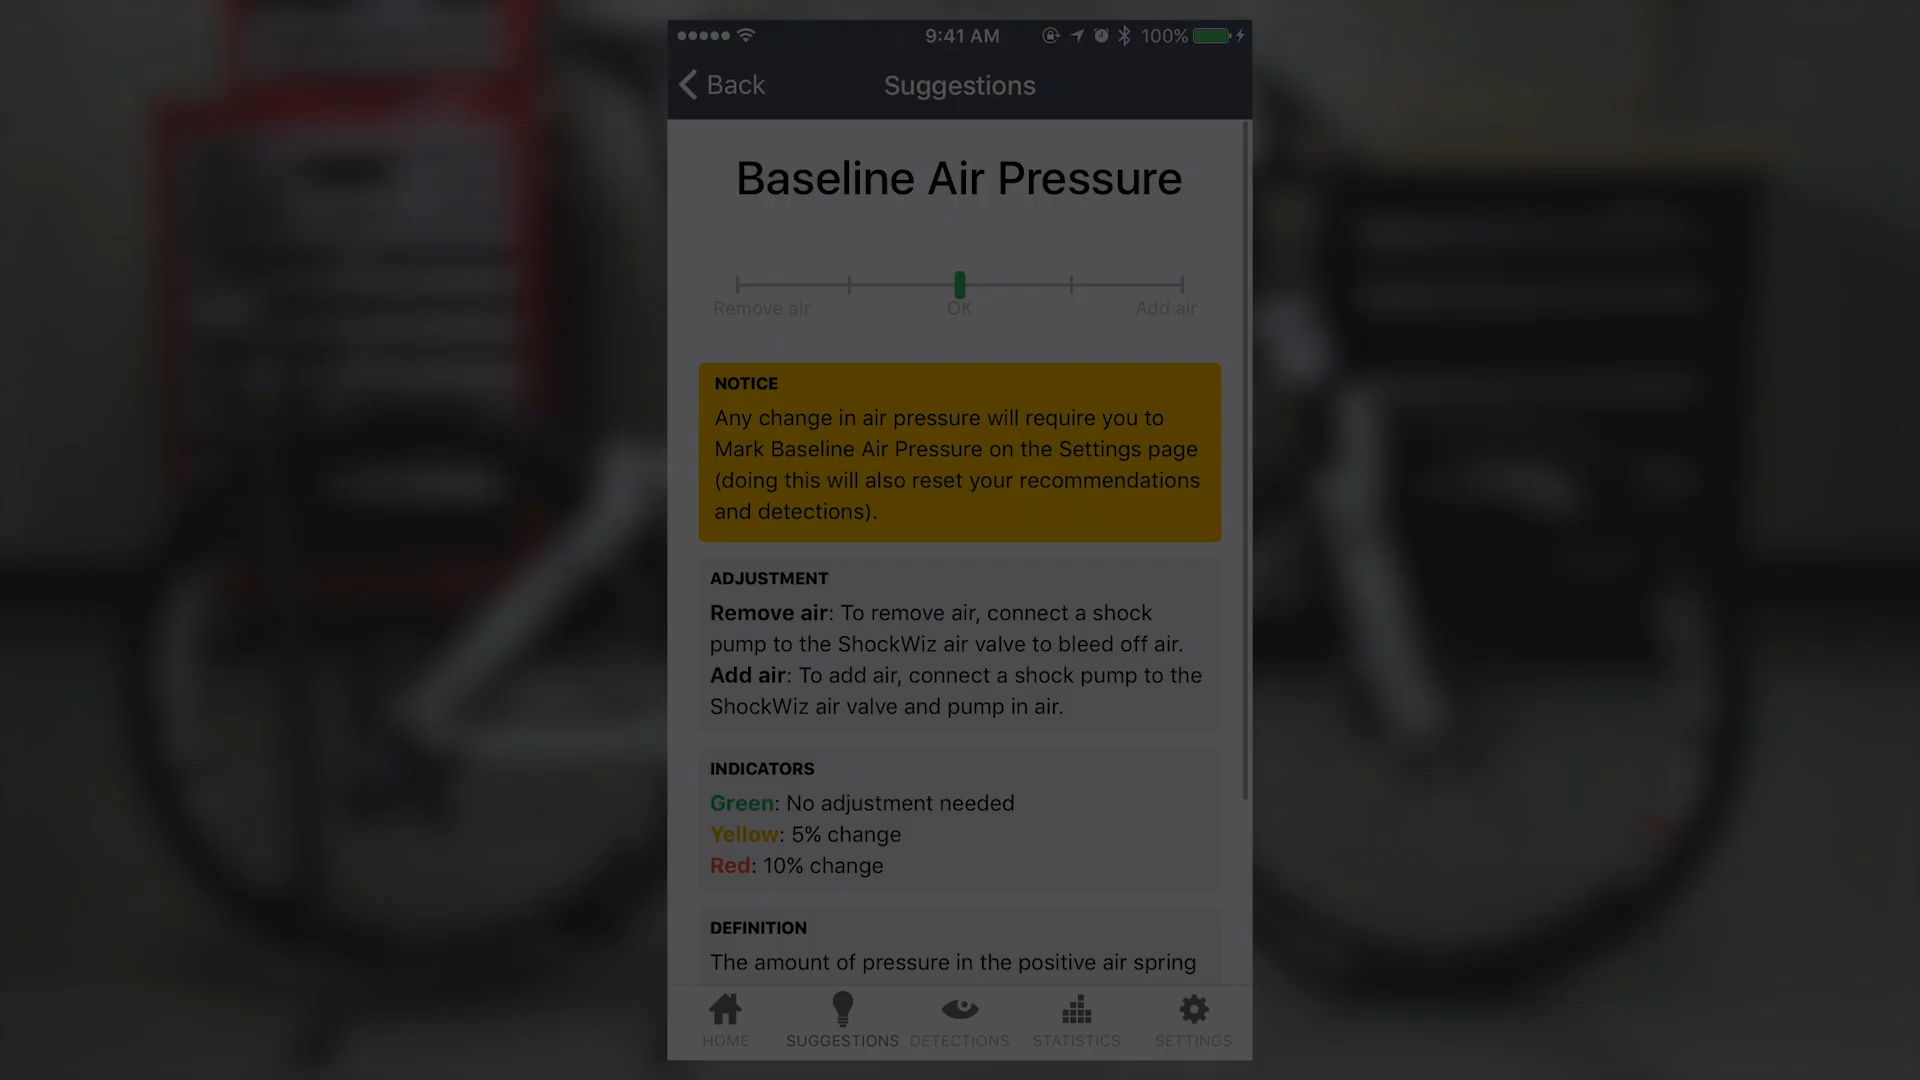 9:41 AM 100%
Back Suggestions
Baseline Air Pressure
Remove air OK Add air
NOTICE
Any change in air pressure will require you to
Mark Baseline Air Pressure on the Settings page
(doing this will also reset your recommendations
and detections).
ADJUSTMENT
Remove air: To remove air, connect a shock
pump to the ShockWiz air valve to bleed off air.
Add air: To add air, connect a shock pump to the
ShockWiz air valve and pump in air.
INDICATORS
Green: No adjustment needed
Yellow: 5% change
Red: 10% change
DEFINITION
The amount of pressure in the positive air spring
HOME SUGGESTIONS DETECTIONS STATISTICS SETTINGS